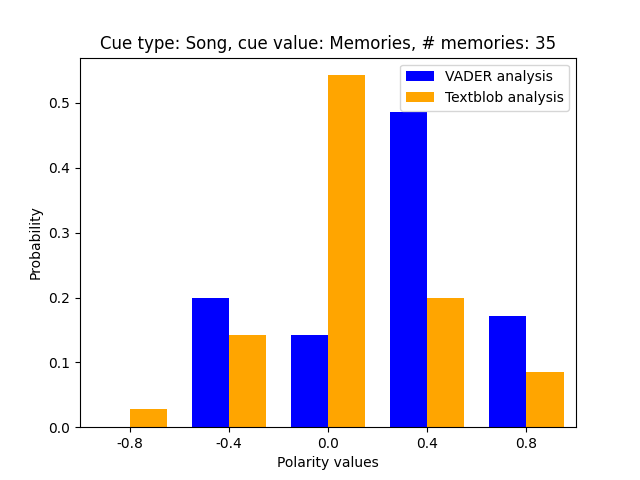 Cue type: Song, cue value: Memories, # memories: 35
VADER analysis
Textblob analysis
0.5
0.4
0.3
0.2
0.1
0.0
Probability
-0.8 -0.4 0.0 0.4 0.8
Polarity values